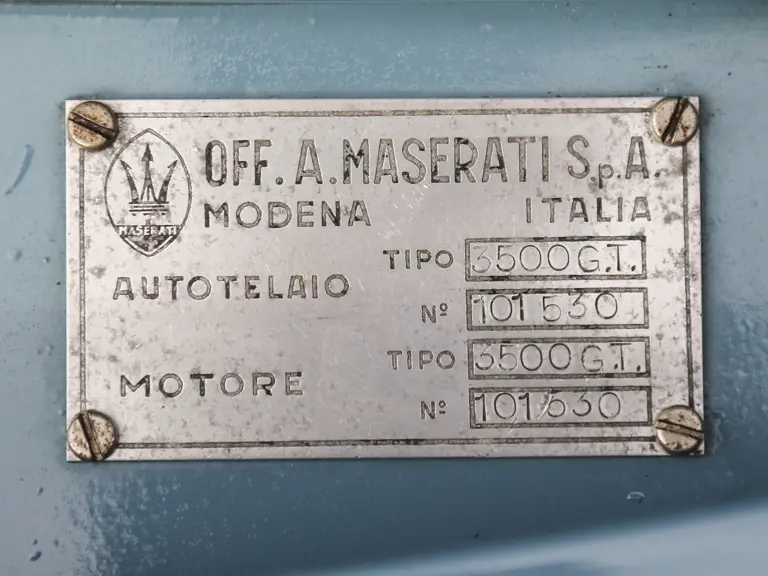 OFF. A. MASERATI S.p.A.
MODENA ITALIA
MASERATI
TIPO 3500 G.T.
AUTOTELAIO
Nº 101530
TIPO 3500 G.T.
MOTORE
Nº 101530